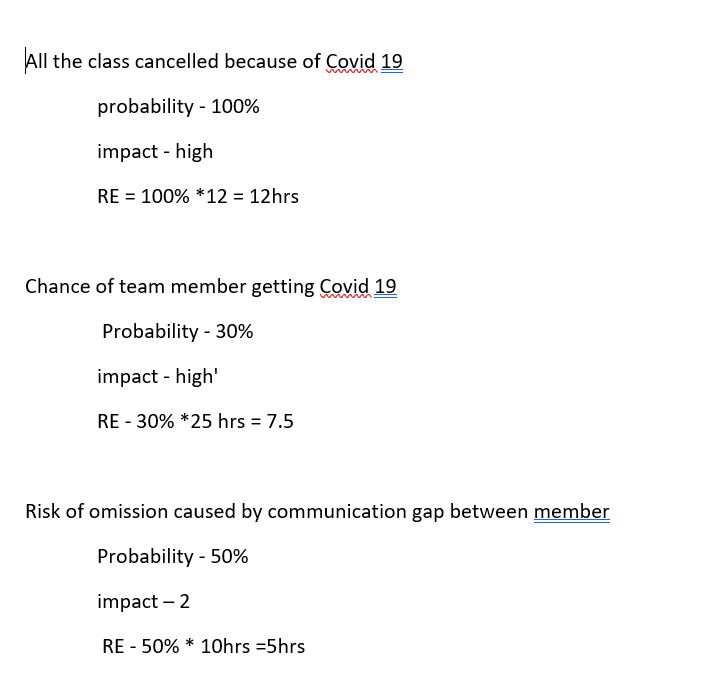 All the class cancelled because of Covid 19
probability - 100%
impact - high
RE = 100% *12 = 12hrs
Chance of team member getting Covid 19
Probability - 30%
impact - high'
RE - 30% *25 hrs = 7.5
Risk of omission caused by communication gap between member
Probability - 50%
impact – 2
RE - 50% * 10hrs =5hrs